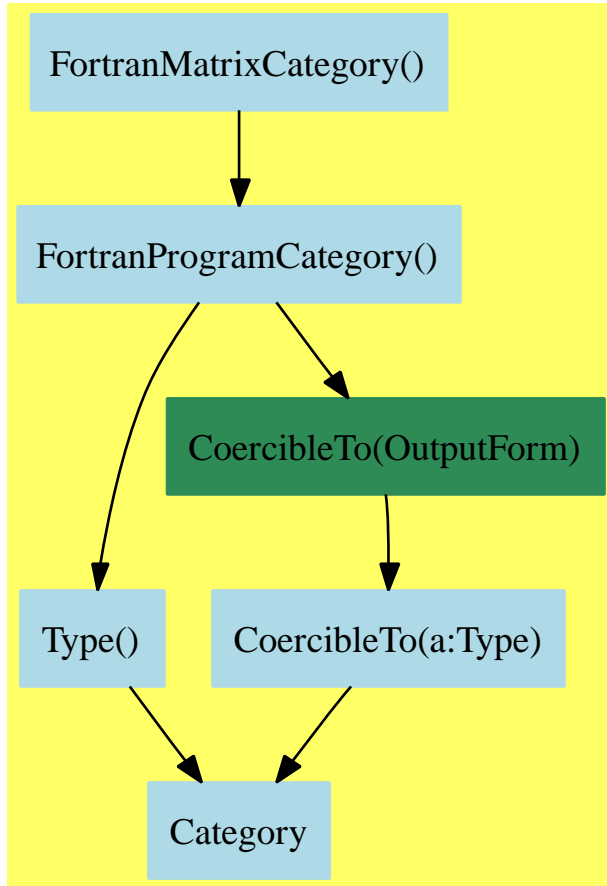 FortranMatrixCategory()
FortranProgramCategory()
CoercibleTo(OutputForm)
Type()
CoercibleTo(a:Type)
Category